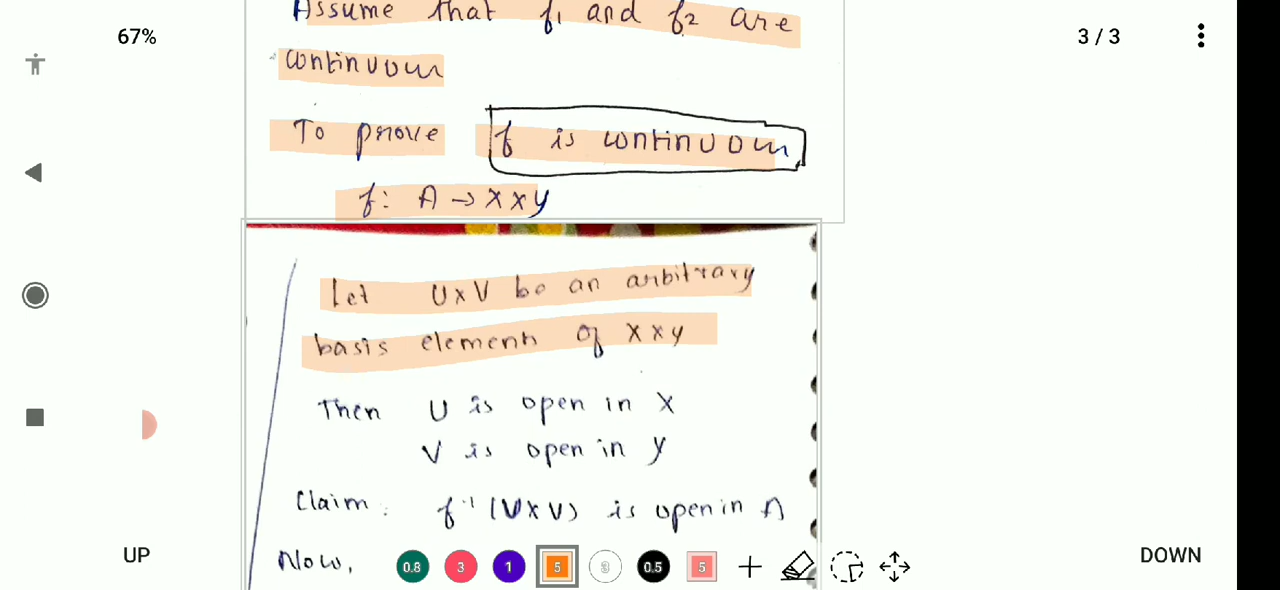 67%
3 / 3
Assume that f1 and f2 are
continuous
To prove f is continuous
f: A → X x Y
Let U x V be an arbitrary
basis elements of X x Y
Then U is open in X
V is open in Y
Claim: f⁻¹ (U x V) is open in A
Now,
UP
0.8 3 1 5 3 0.5 5
DOWN